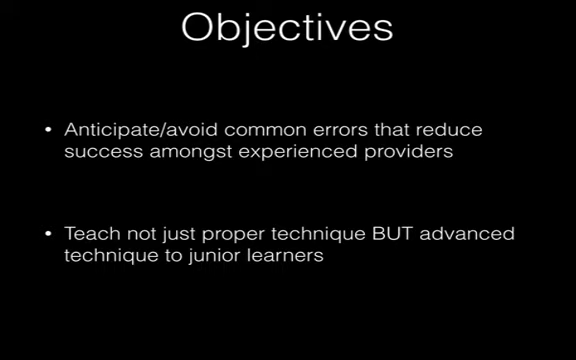 Objectives
• Anticipate/avoid common errors that reduce
success amongst experienced providers
• Teach not just proper technique BUT advanced
technique to junior learners